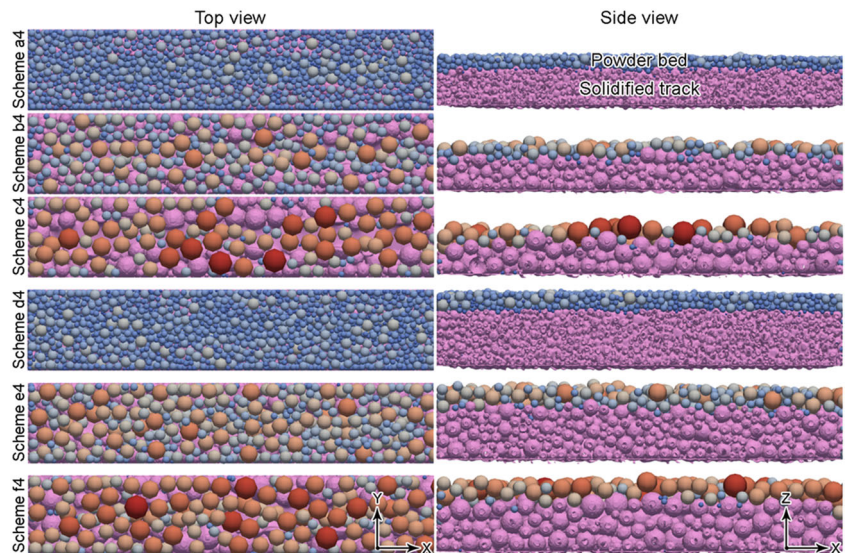 Top view
Side view
Scheme a4
Powder bed
Solidified track
Scheme b4
Scheme c4
Scheme d4
Scheme e4
Scheme f4
Y
X
Z
X